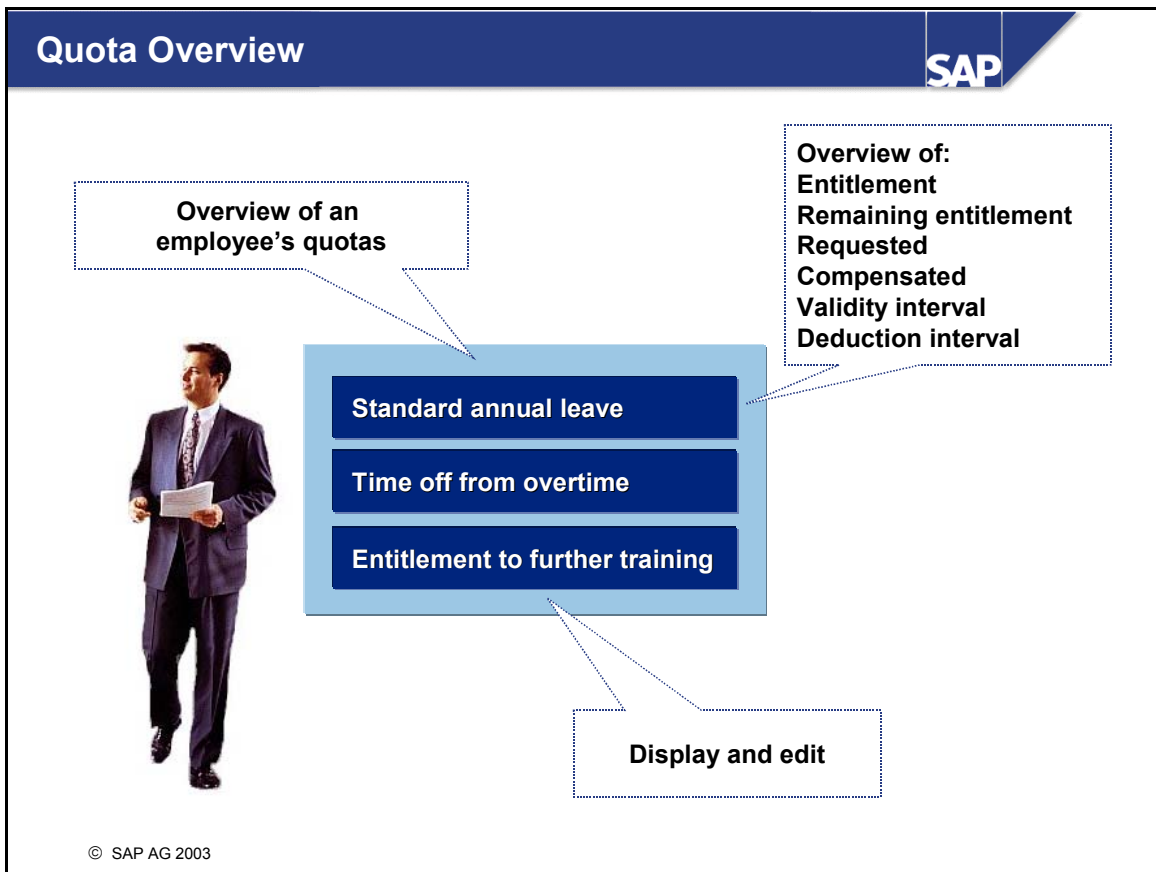 Quota Overview
SAP
Overview of:
Entitlement
Remaining entitlement
Requested
Compensated
Validity interval
Deduction interval
Overview of an
employee’s quotas
Standard annual leave
Time off from overtime
Entitlement to further training
Display and edit
© SAP AG 2003